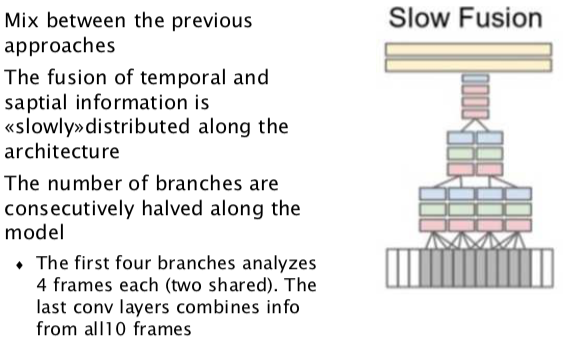 Mix between the previous
approaches
The fusion of temporal and
saptial information is
«slowly»distributed along the
architecture
The number of branches are
consecutively halved along the
model
♦ The first four branches analyzes
4 frames each (two shared). The
last conv layers combines info
from all10 frames
Slow Fusion